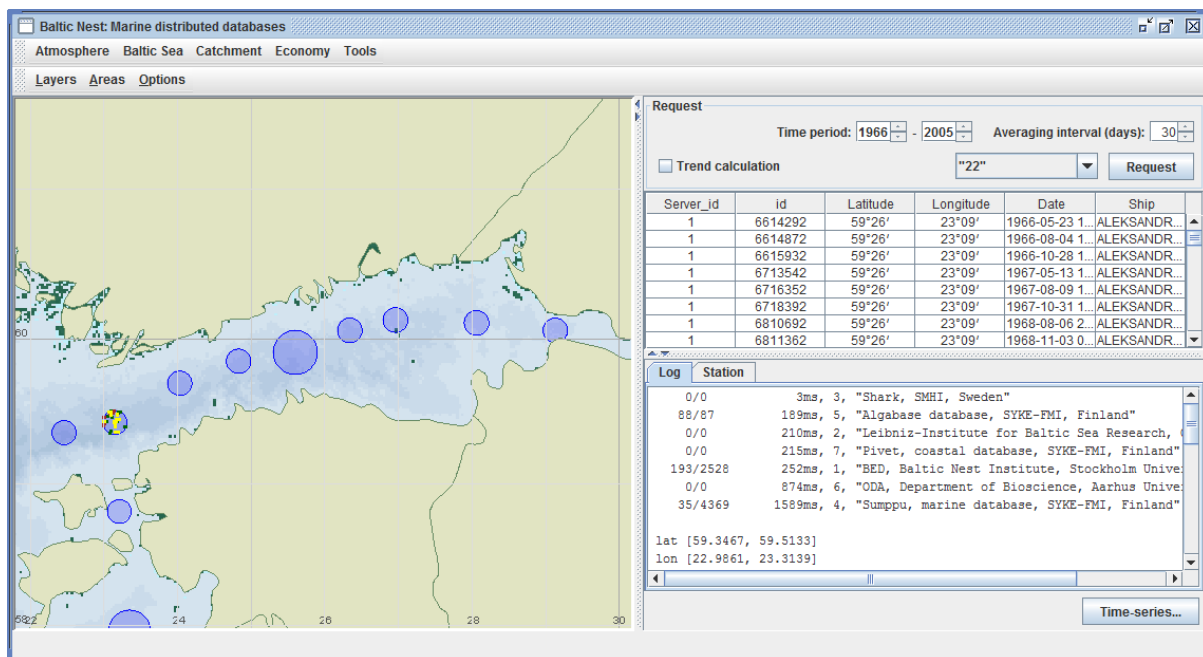 Baltic Nest: Marine distributed databases
Atmosphere Baltic Sea Catchment Economy Tools
Layers Areas Options
60
58 22 24 26 28 30
Request
Time period: 1966 - 2005 Averaging interval (days): 30
Trend calculation "22" Request
Server_id id Latitude Longitude Date Ship
1 6614292 59°26′ 23°09′ 1966-05-23 1... ALEKSANDR...
1 6614872 59°26′ 23°09′ 1966-08-04 1... ALEKSANDR...
1 6615932 59°26′ 23°09′ 1966-10-28 1... ALEKSANDR...
1 6713542 59°26′ 23°09′ 1967-05-13 1... ALEKSANDR...
1 6716352 59°26′ 23°09′ 1967-08-09 1... ALEKSANDR...
1 6718392 59°26′ 23°09′ 1967-10-31 1... ALEKSANDR...
1 6810692 59°26′ 23°09′ 1968-08-06 2... ALEKSANDR...
1 6811362 59°26′ 23°09′ 1968-11-03 0... ALEKSANDR...
Log Station
0/0 3ms, 3, "Shark, SMHI, Sweden"
88/87 189ms, 5, "Algabase database, SYKE-FMI, Finland"
0/0 210ms, 2, "Leibniz-Institute for Baltic Sea Research,
0/0 215ms, 7, "Pivet, coastal database, SYKE-FMI, Finland"
193/2528 252ms, 1, "BED, Baltic Nest Institute, Stockholm Unive
0/0 874ms, 6, "ODA, Department of Bioscience, Aarhus Unive
35/4369 1589ms, 4, "Sumppu, marine database, SYKE-FMI, Finland"
lat [59.3467, 59.5133]
lon [22.9861, 23.3139]
Time-series...